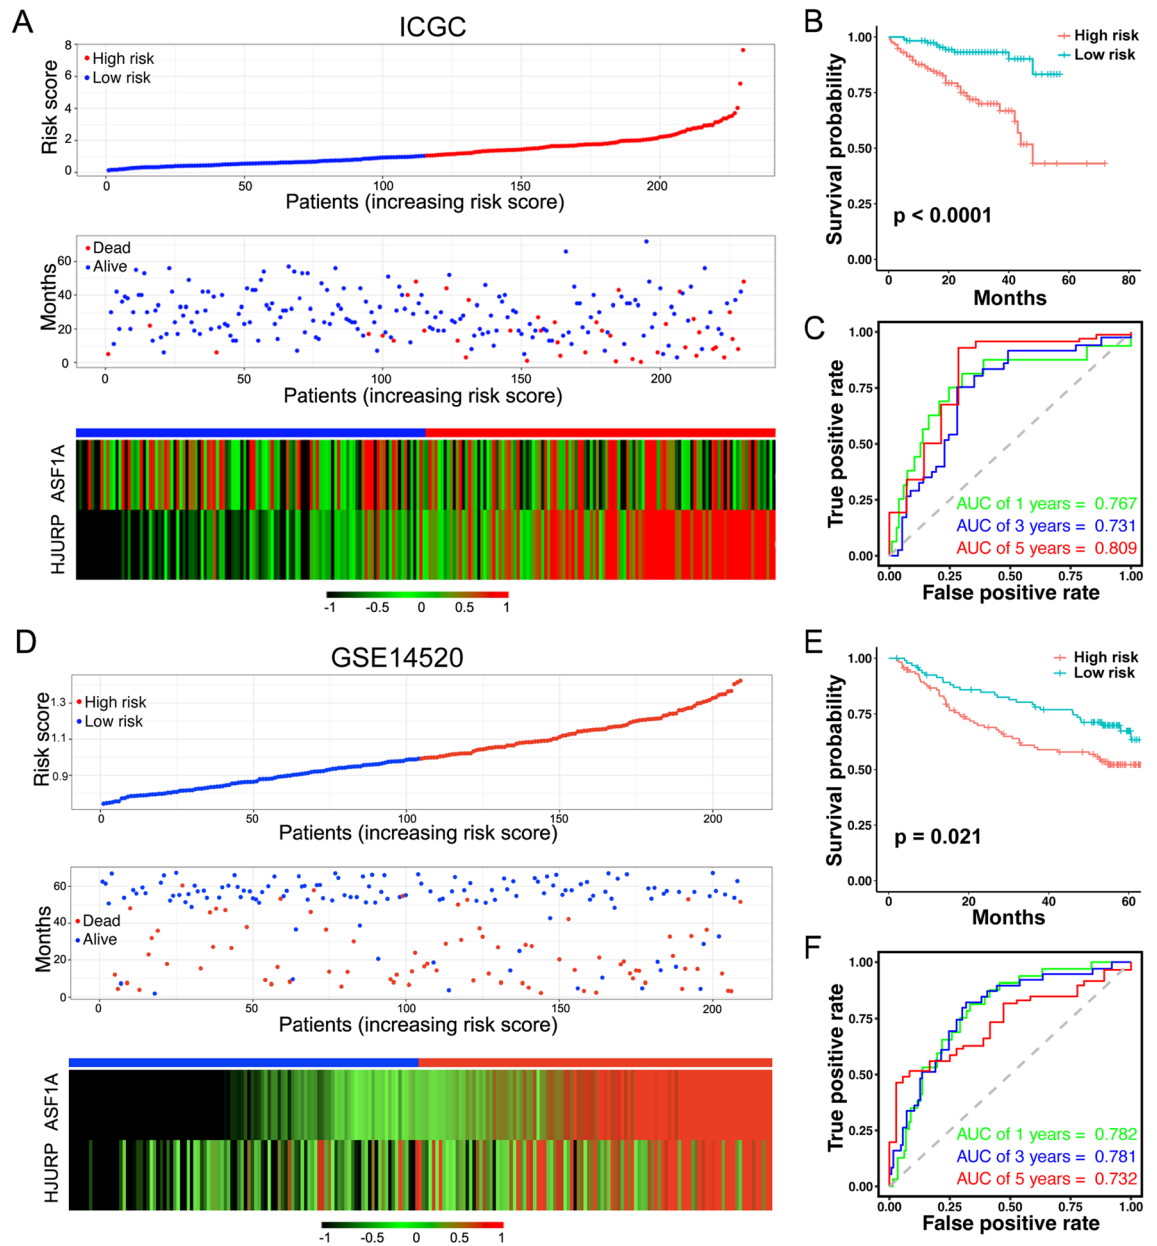 A
ICGC
8
6
4
2
0
Risk score
High risk
Low risk
0 50 100 150 200
Patients (increasing risk score)
60
40
20
0
Months
Dead
Alive
0 50 100 150 200
Patients (increasing risk score)
ASF1A
HJURP
-1 -0.5 0 0.5 1
B
1.00
0.75
0.50
0.25
0.00
Survival probability
High risk
Low risk
p < 0.0001
0 20 40 60 80
Months
C
1.00
0.75
0.50
0.25
0.00
True positive rate
AUC of 1 years = 0.767
AUC of 3 years = 0.731
AUC of 5 years = 0.809
0.00 0.25 0.50 0.75 1.00
False positive rate
D
GSE14520
1.3
1.1
0.9
Risk score
High risk
Low risk
0 50 100 150 200
Patients (increasing risk score)
60
40
20
0
Months
Dead
Alive
0 50 100 150 200
Patients (increasing risk score)
ASF1A
HJURP
-1 -0.5 0 0.5 1
E
1.00
0.75
0.50
0.25
0.00
Survival probability
High risk
Low risk
p = 0.021
0 20 40 60
Months
F
1.00
0.75
0.50
0.25
0.00
True positive rate
AUC of 1 years = 0.782
AUC of 3 years = 0.781
AUC of 5 years = 0.732
0.00 0.25 0.50 0.75 1.00
False positive rate